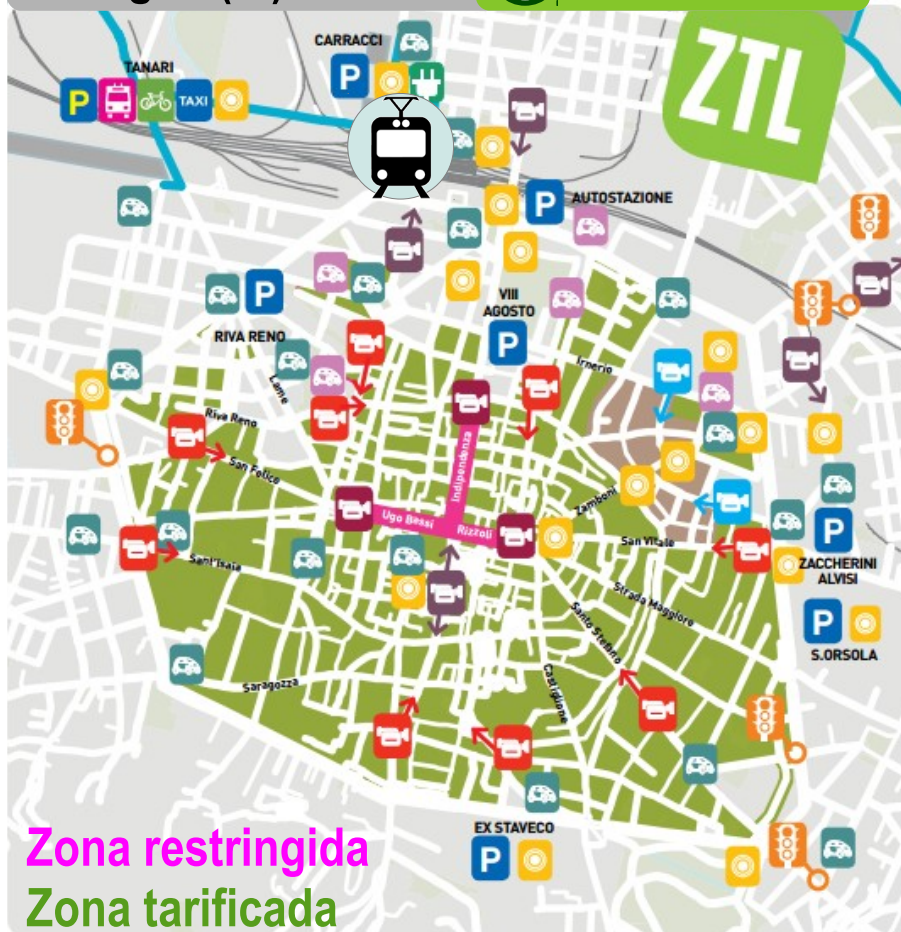 CARRACCI
TANARI
P
TAXI
P
ZTL
P
AUTOSTAZIONE
P
RIVA RENO
VIII
AGOSTO
P
Irnerio
Lame
Riva Reno
San Felice
Indipendenza
Zamboni
Ugo Bassi
Rizzoli
San Vitale
Sant'Isaia
P
ZACCHERINI
ALVISI
Strada Maggiore
Santo Stefano
P
S.ORSOLA
Saragozza
Castiglione
EX STAVECO
P
Zona restringida
Zona tarificada